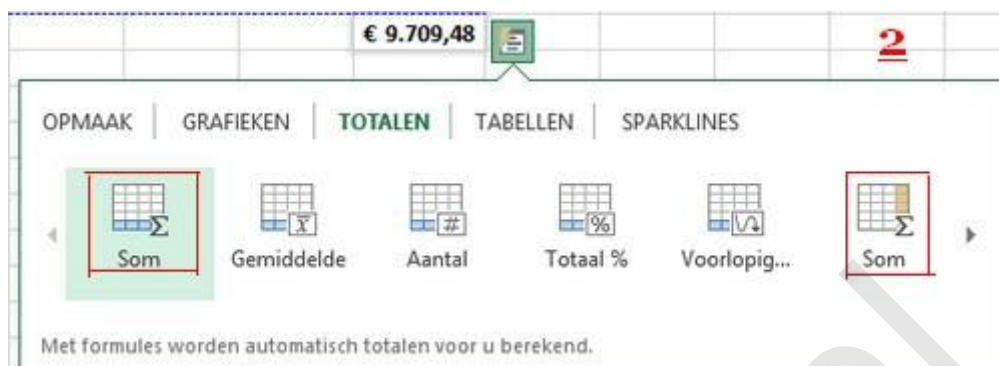 € 9.709,48
2
OPMAAK GRAFIEKEN TOTALEN TABELLEN SPARKLINES
Som Gemiddelde Aantal Totaal % Voorlopig... Som
Met formules worden automatisch totalen voor u berekend.